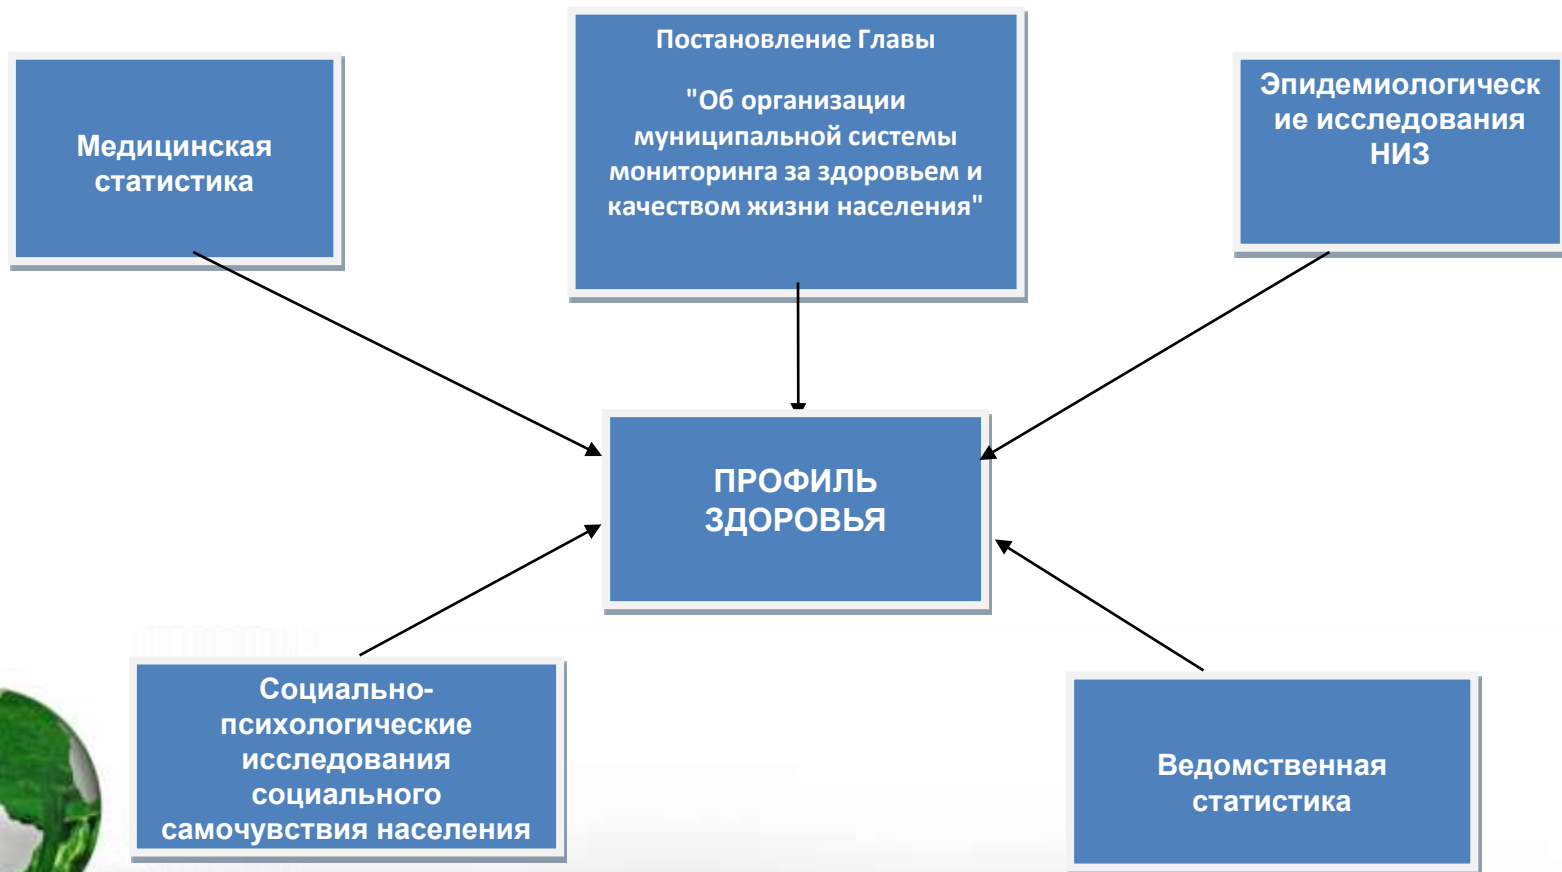 Медицинская
статистика
Постановление Главы
"Об организации
муниципальной системы
мониторинга за здоровьем и
качеством жизни населения"
Эпидемиологическ
ие исследования
НИЗ
ПРОФИЛЬ
ЗДОРОВЬЯ
Социально-
психологические
исследования
социального
самочувствия населения
Ведомственная
статистика